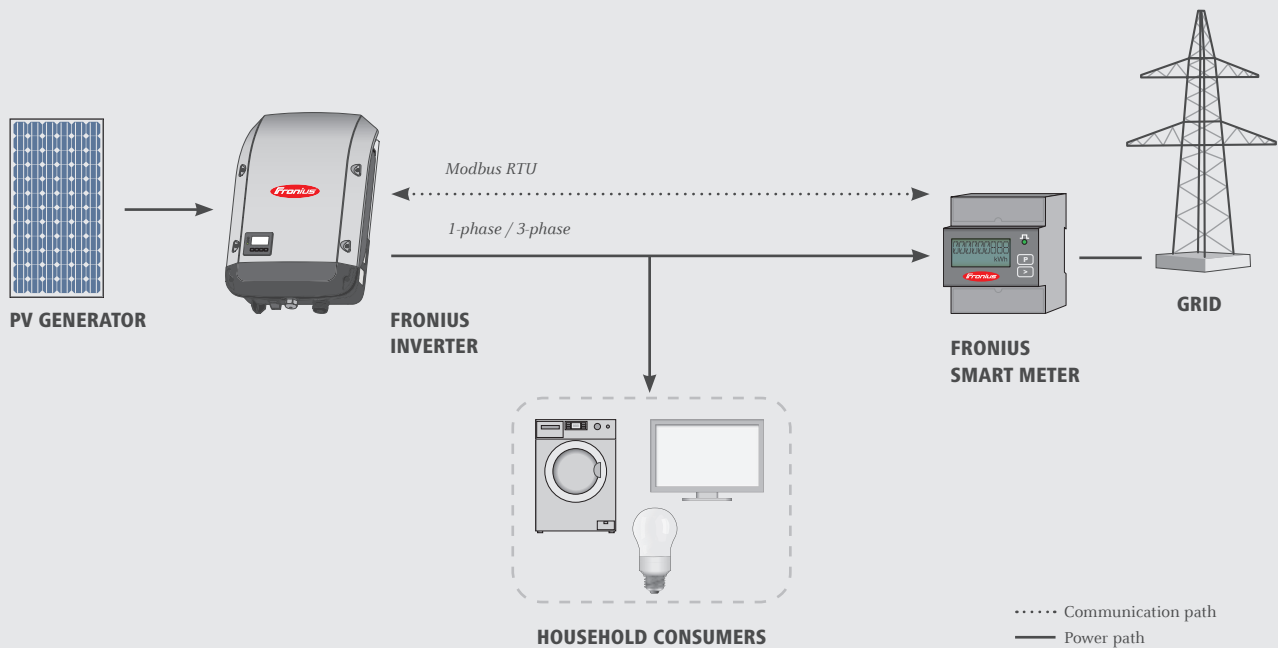 Modbus RTU
1-phase / 3-phase
Fronius
kWh
P
>
Fronius
PV GENERATOR
FRONIUS
INVERTER
FRONIUS
SMART METER
GRID
HOUSEHOLD CONSUMERS
Communication path
Power path